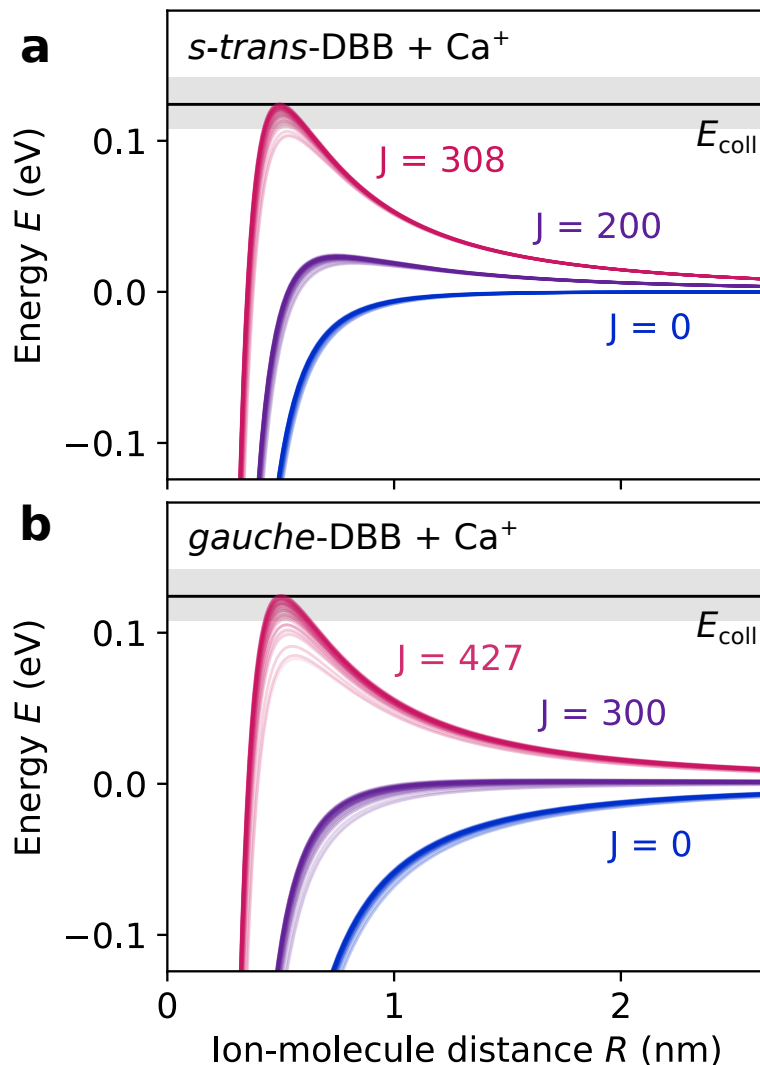 a
s-trans-DBB + Ca⁺
E_coll
J = 308
J = 200
J = 0
Energy E (eV)
0.1
0.0
−0.1
b
gauche-DBB + Ca⁺
E_coll
J = 427
J = 300
J = 0
Energy E (eV)
0.1
0.0
−0.1
0 1 2
Ion-molecule distance R (nm)